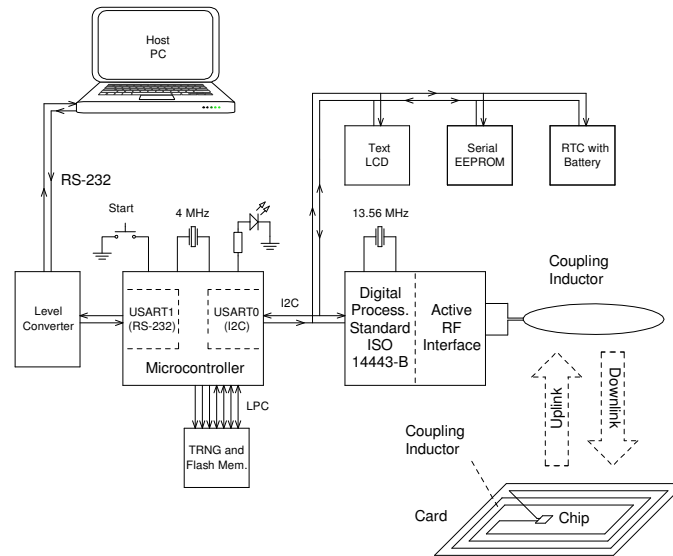 Host
PC
Text
LCD
Serial
EEPROM
RTC with
Battery
RS-232
Start
4 MHz
13.56 MHz
Coupling
Inductor
Level
Converter
USART1
(RS-232)
USART0
(I2C)
Microcontroller
I2C
Digital
Process.
Standard
ISO
14443-B
Active
RF
Interface
LPC
TRNG and
Flash Mem.
Uplink
Downlink
Coupling
Inductor
Card
Chip